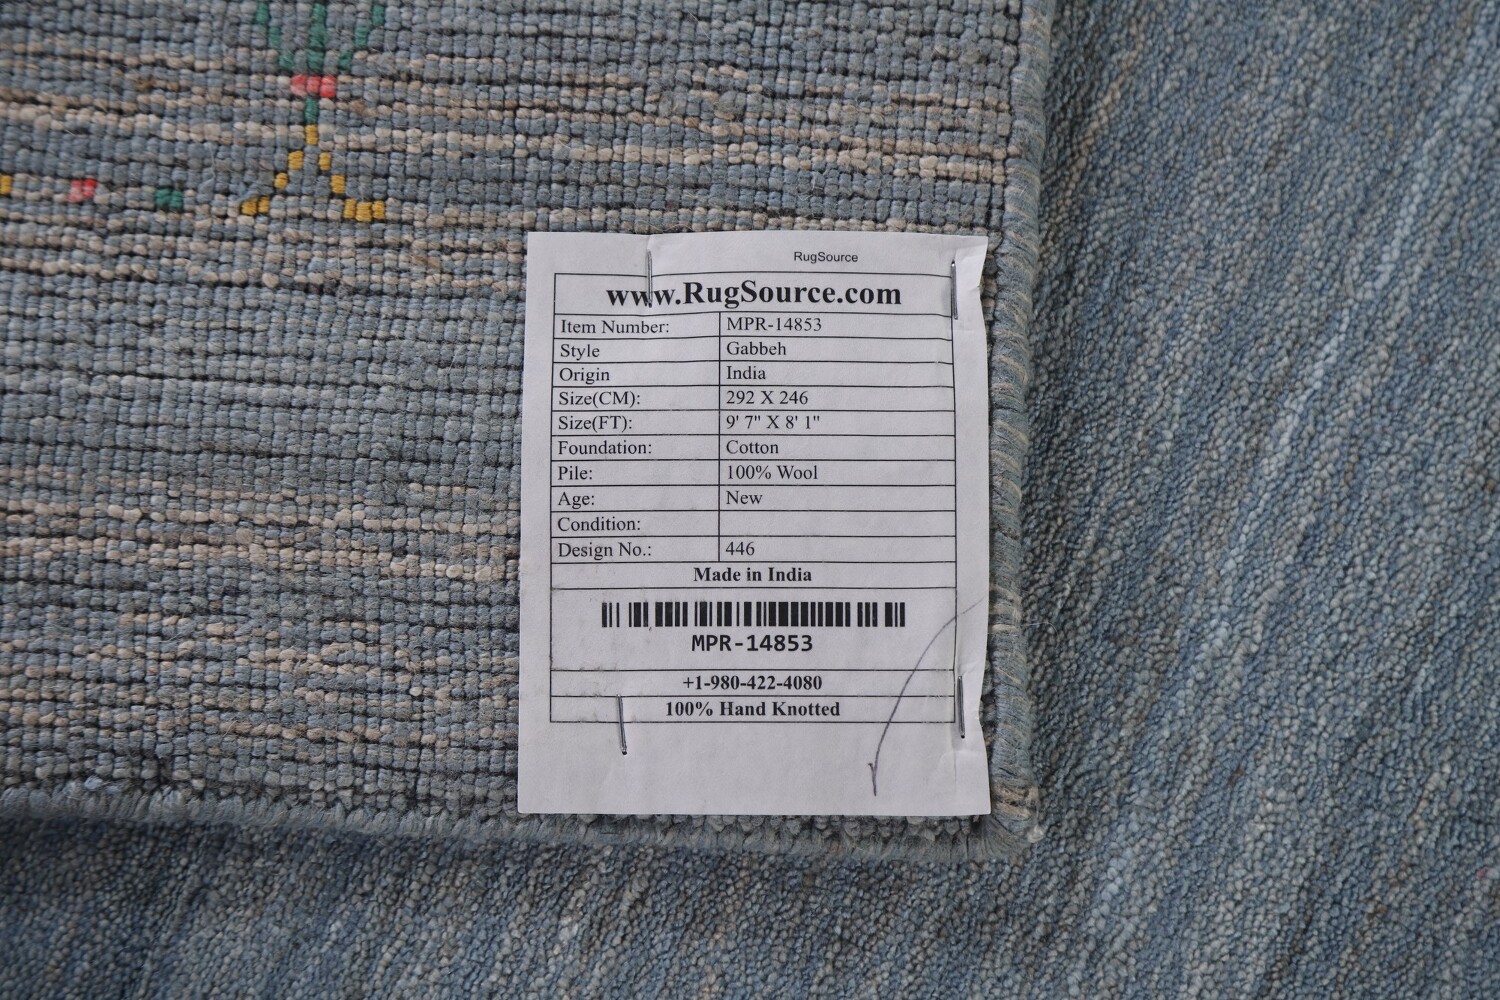 RugSource
www.RugSource.com
Item Number: MPR-14853
Style Gabbeh
Origin India
Size(CM): 292 X 246
Size(FT): 9' 7" X 8' 1"
Foundation: Cotton
Pile: 100% Wool
Age: New
Condition:
Design No.: 446
Made in India
MPR-14853
+1-980-422-4080
100% Hand Knotted